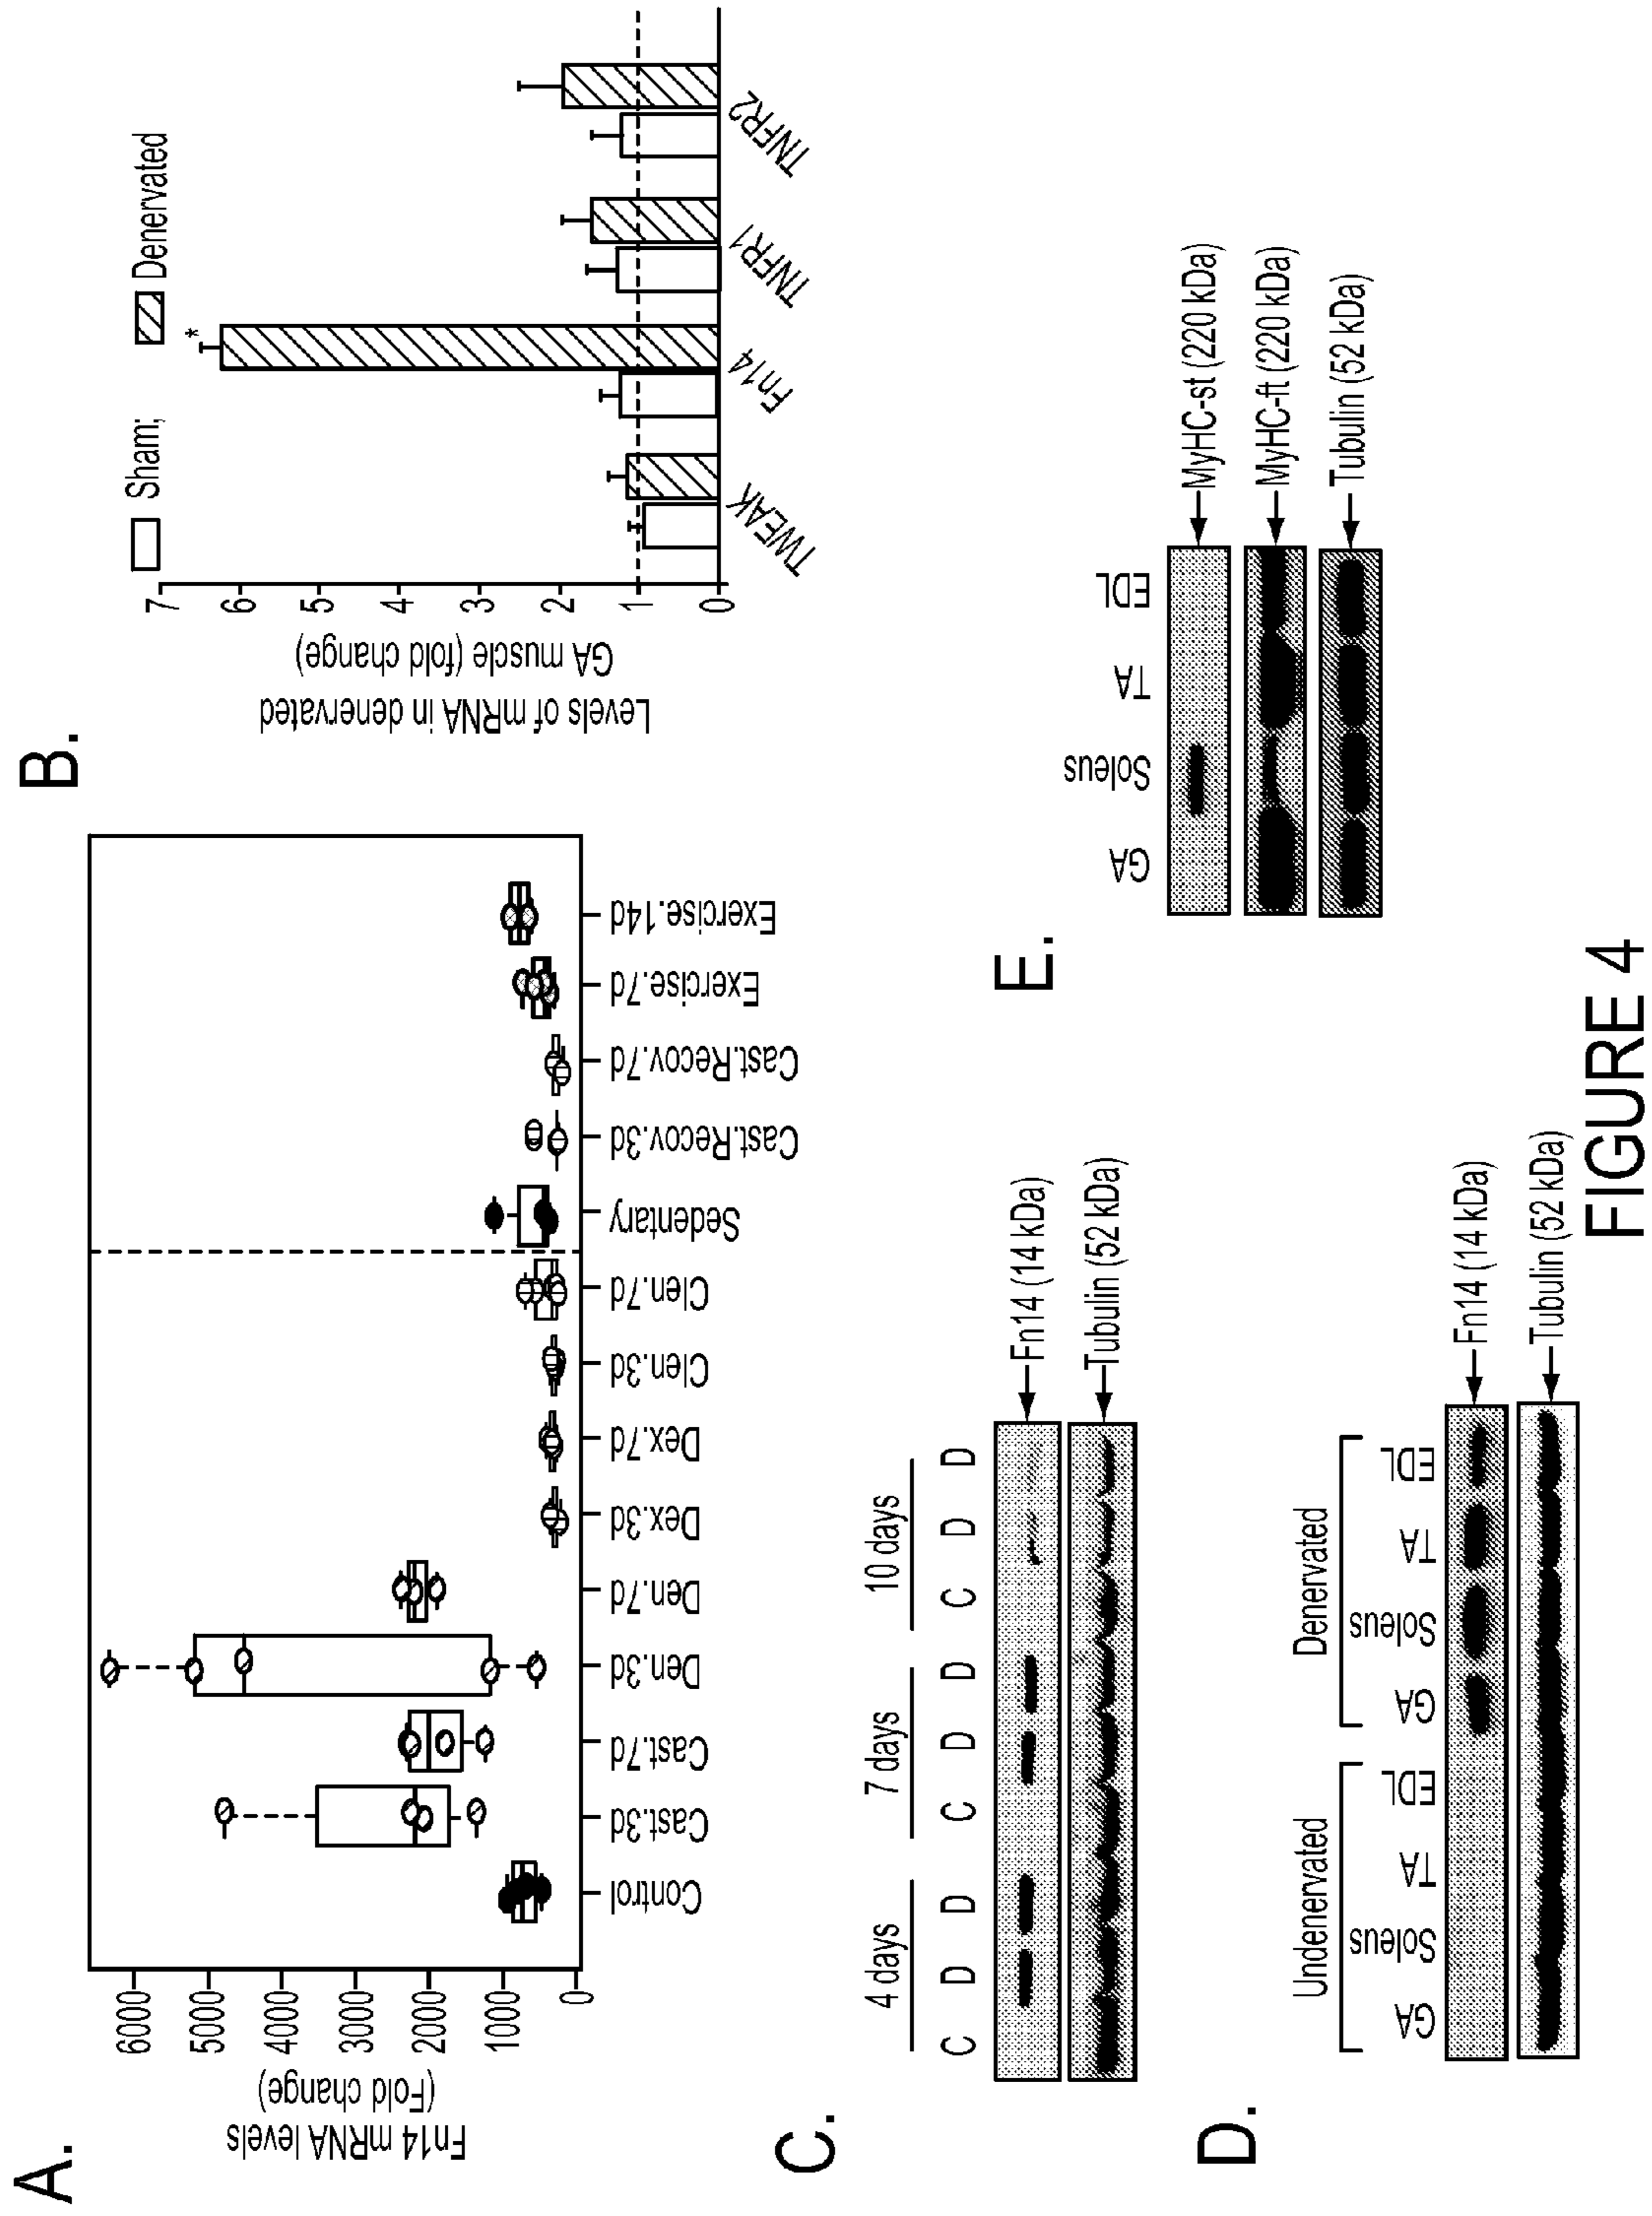 A.
Fn14 mRNA levels
(Fold change)
6000
5000
4000
3000
2000
1000
0
Control
Cast.3d
Cast.7d
Den.3d
Den.7d
Dex.3d
Dex.7d
Clen.3d
Clen.7d
Sedentary
Cast.Recov.3d
Cast.Recov.7d
Exercise.7d
Exercise.14d
B.
Levels of mRNA in denervated
GA muscle (fold change)
Sham;
Denervated
7
6
5
4
3
2
1
0
*
TWEAK
Fn14
TNFR1
TNFR2
C.
4 days
7 days
10 days
C D D C D D C D D
Fn14 (14 kDa)
Tubulin (52 kDa)
D.
Undenervated
Denervated
GA Soleus TA EDL GA Soleus TA EDL
Fn14 (14 kDa)
Tubulin (52 kDa)
E.
GA Soleus TA EDL
MyHC-st (220 kDa)
MyHC-ft (220 kDa)
Tubulin (52 kDa)
FIGURE 4